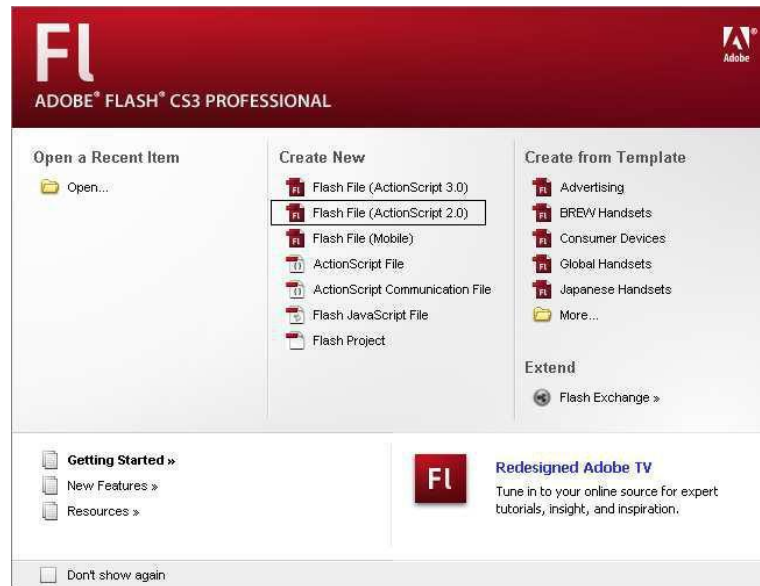 Fl
Adobe®
ADOBE® FLASH® CS3 PROFESSIONAL
Open a Recent Item
Open...
Create New
Flash File (ActionScript 3.0)
Flash File (ActionScript 2.0)
Flash File (Mobile)
ActionScript File
ActionScript Communication File
Flash JavaScript File
Flash Project
Create from Template
Advertising
BREW Handsets
Consumer Devices
Global Handsets
Japanese Handsets
More...
Extend
Flash Exchange »
Getting Started »
New Features »
Resources »
Fl
Redesigned Adobe TV
Tune in to your online source for expert
tutorials, insight, and inspiration.
Don't show again